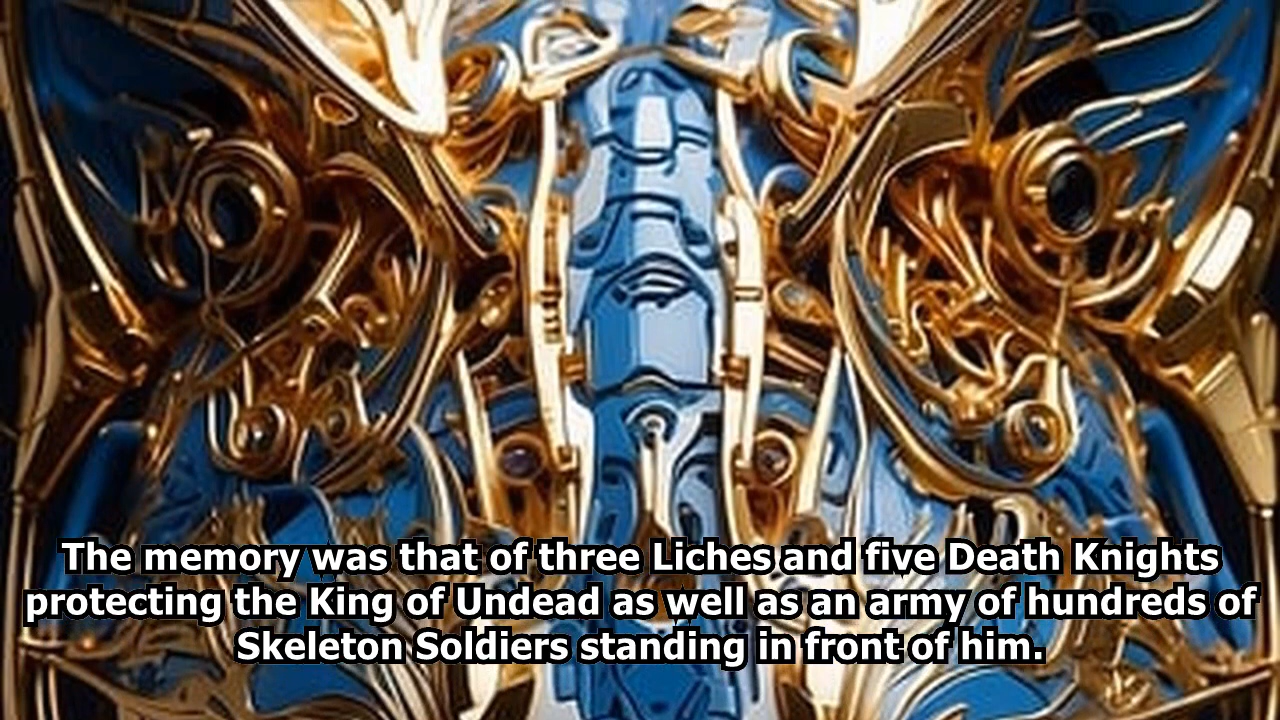 The memory was that of three Liches and five Death Knights
protecting the King of Undead as well as an army of hundreds of
Skeleton Soldiers standing in front of him.